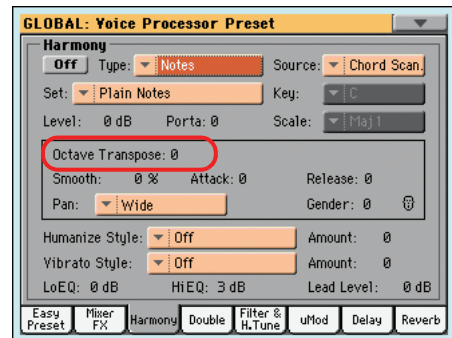 GLOBAL: Voice Processor Preset
Harmony
Off Type: Notes Source: Chord Scan.
Set: Plain Notes Key: C
Level: 0 dB Porta: 0 Scale: Maj1
Octave Transpose: 0
Smooth: 0 % Attack: 0 Release: 0
Pan: Wide Gender: 0
Humanize Style: Off Amount: 0
Vibrato Style: Off Amount: 0
LoEQ: 0 dB HiEQ: 3 dB Lead Level: 0 dB
Easy Preset Mixer FX Harmony Double Filter & H.Tune uMod Delay Reverb